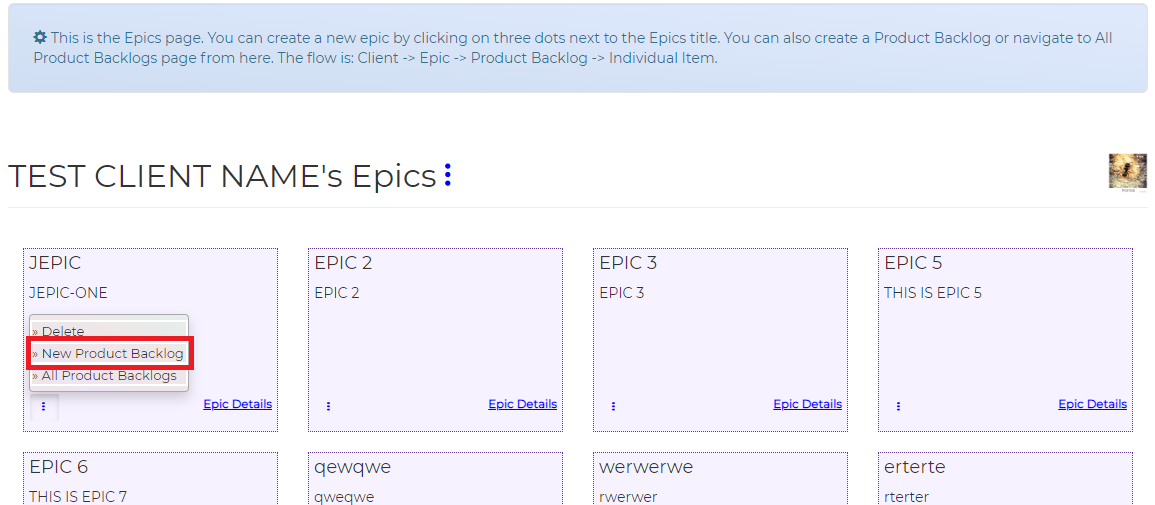 This is the Epics page. You can create a new epic by clicking on three dots next to the Epics title. You can also create a Product Backlog or navigate to All
Product Backlogs page from here. The flow is: Client -> Epic -> Product Backlog -> Individual Item.
TEST CLIENT NAME's Epics
JEPIC
JEPIC-ONE
» Delete
» New Product Backlog
» All Product Backlogs
Epic Details
EPIC 2
EPIC 2
Epic Details
EPIC 3
EPIC 3
Epic Details
EPIC 5
THIS IS EPIC 5
Epic Details
EPIC 6
THIS IS EPIC 7
qewqwe
qweqwe
werwerwe
rwerwer
erterte
rterter